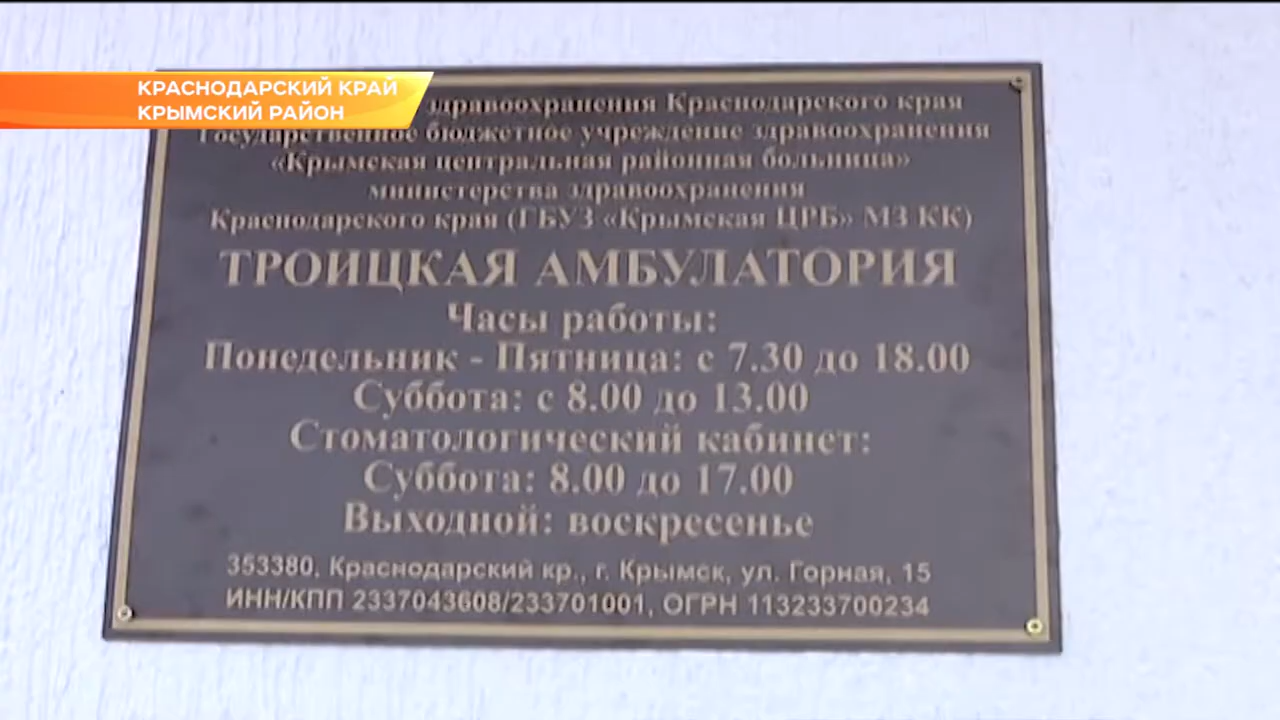 КРАСНОДАРСКИЙ КРАЙ
КРЫМСКИЙ РАЙОН
здравоохранения Краснодарского края
Государственное бюджетное учреждение здравоохранения
«Крымская центральная районная больница»
министерства здравоохранения
Краснодарского края (ГБУЗ «Крымская ЦРБ» МЗ КК)
ТРОИЦКАЯ АМБУЛАТОРИЯ
Часы работы:
Понедельник - Пятница: с 7.30 до 18.00
Суббота: с 8.00 до 13.00
Стоматологический кабинет:
Суббота: 8.00 до 17.00
Выходной: воскресенье
353380, Краснодарский кр., г. Крымск, ул. Горная, 15
ИНН/КПП 2337043608/233701001, ОГРН 113233700234